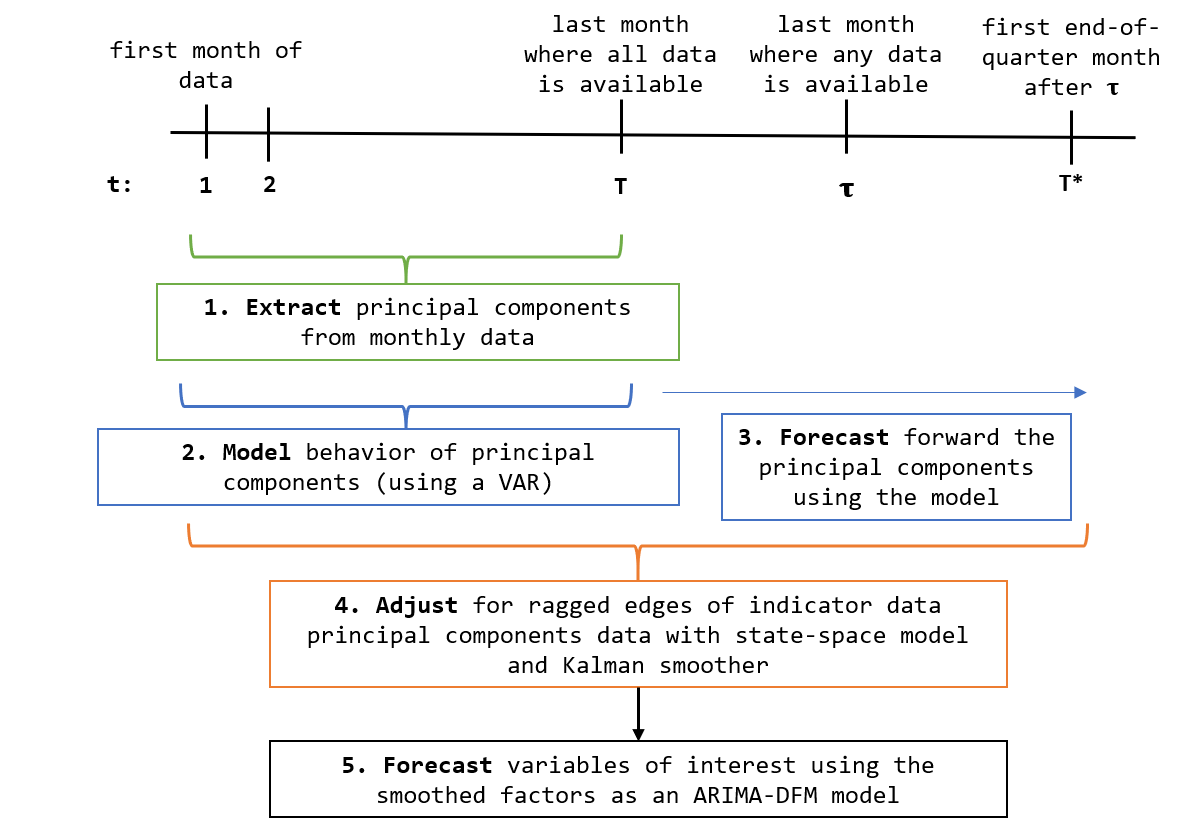 first month of
data
last month
where all data
is available
last month
where any data
is available
first end-of-
quarter month
after τ
t: 1 2 T τ T*
1. Extract principal components
from monthly data
2. Model behavior of principal
components (using a VAR)
3. Forecast forward the
principal components
using the model
4. Adjust for ragged edges of indicator data
principal components data with state-space model
and Kalman smoother
5. Forecast variables of interest using the
smoothed factors as an ARIMA-DFM model